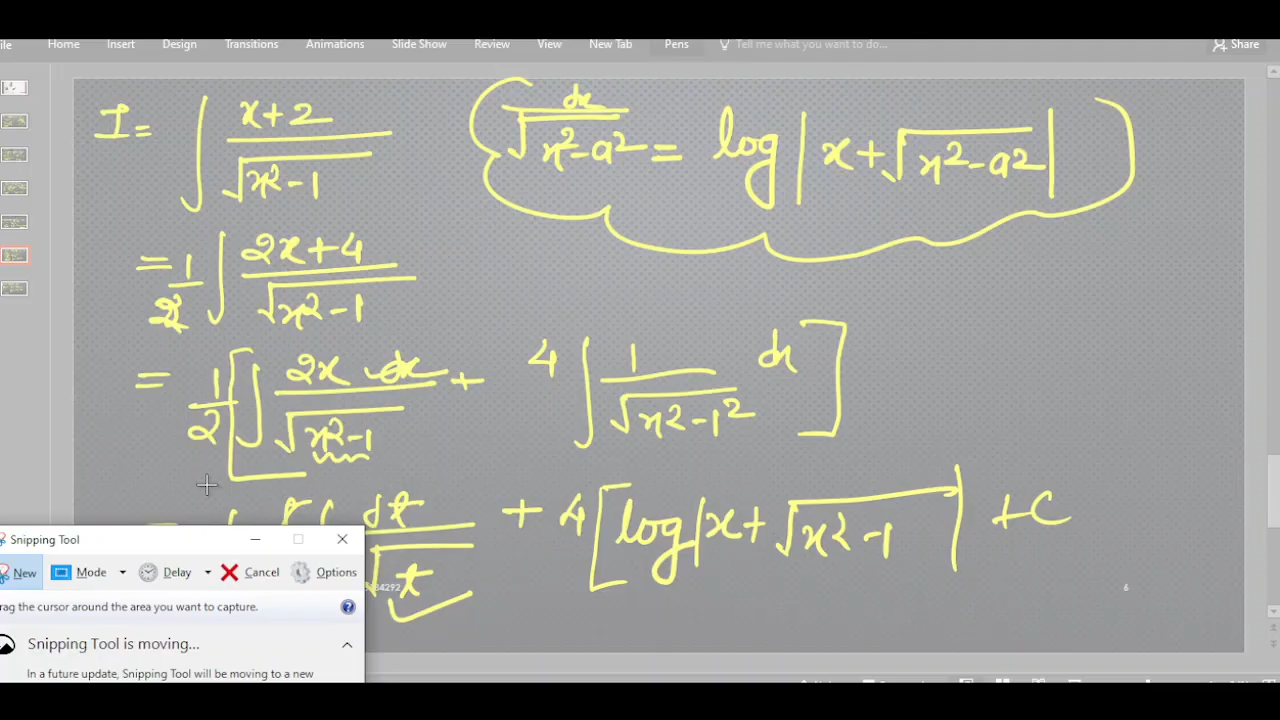 File Home Insert Design Transitions Animations Slide Show Review View New Tab Pens Tell me what you want to do... Share
I = ∫ x+2 / √x²-1
dx / √x²-a² = log | x+√x²-a² |
= 1/2 ∫ 2x+4 / √x²-1
= 1/2 [ ∫ 2x dx / √x²-1 + 4 ∫ 1 / √x²-1² dx ]
dt / √t + 4 [ log |x+ √x²-1 | +C
6
Snipping Tool
New Mode Delay Cancel Options
rag the cursor around the area you want to capture.
Snipping Tool is moving...
In a future update, Snipping Tool will be moving to a new